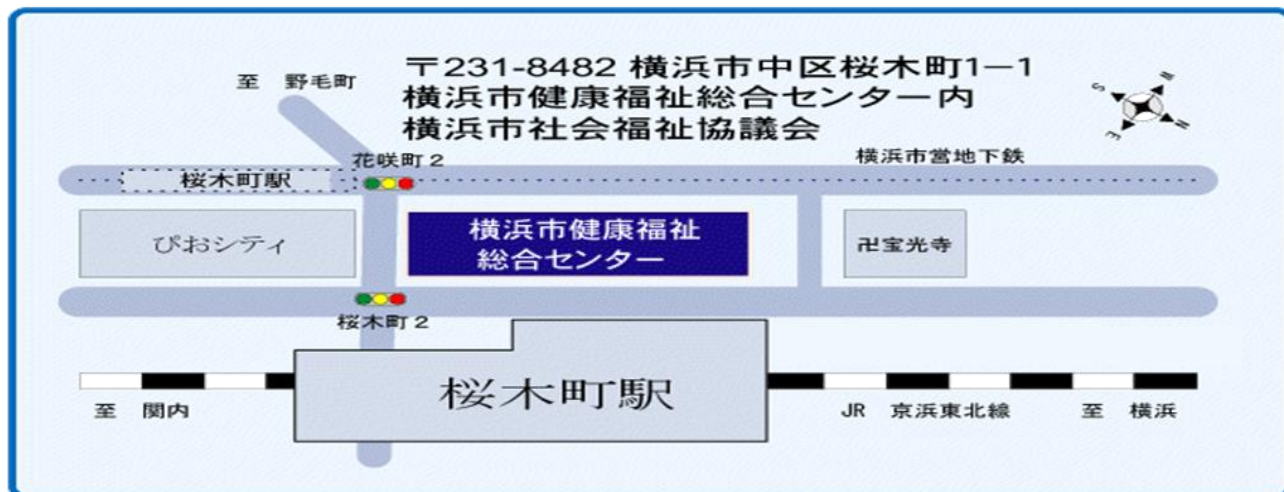 〒231-8482 横浜市中区桜木町1ー1
横浜市健康福祉総合センター内
横浜市社会福祉協議会
至 野毛町
花咲町2
横浜市営地下鉄
桜木町駅
ぴおシティ
横浜市健康福祉
総合センター
卍宝光寺
桜木町2
桜木町駅
至 関内
JR 京浜東北線
至 横浜
S
W
E
N